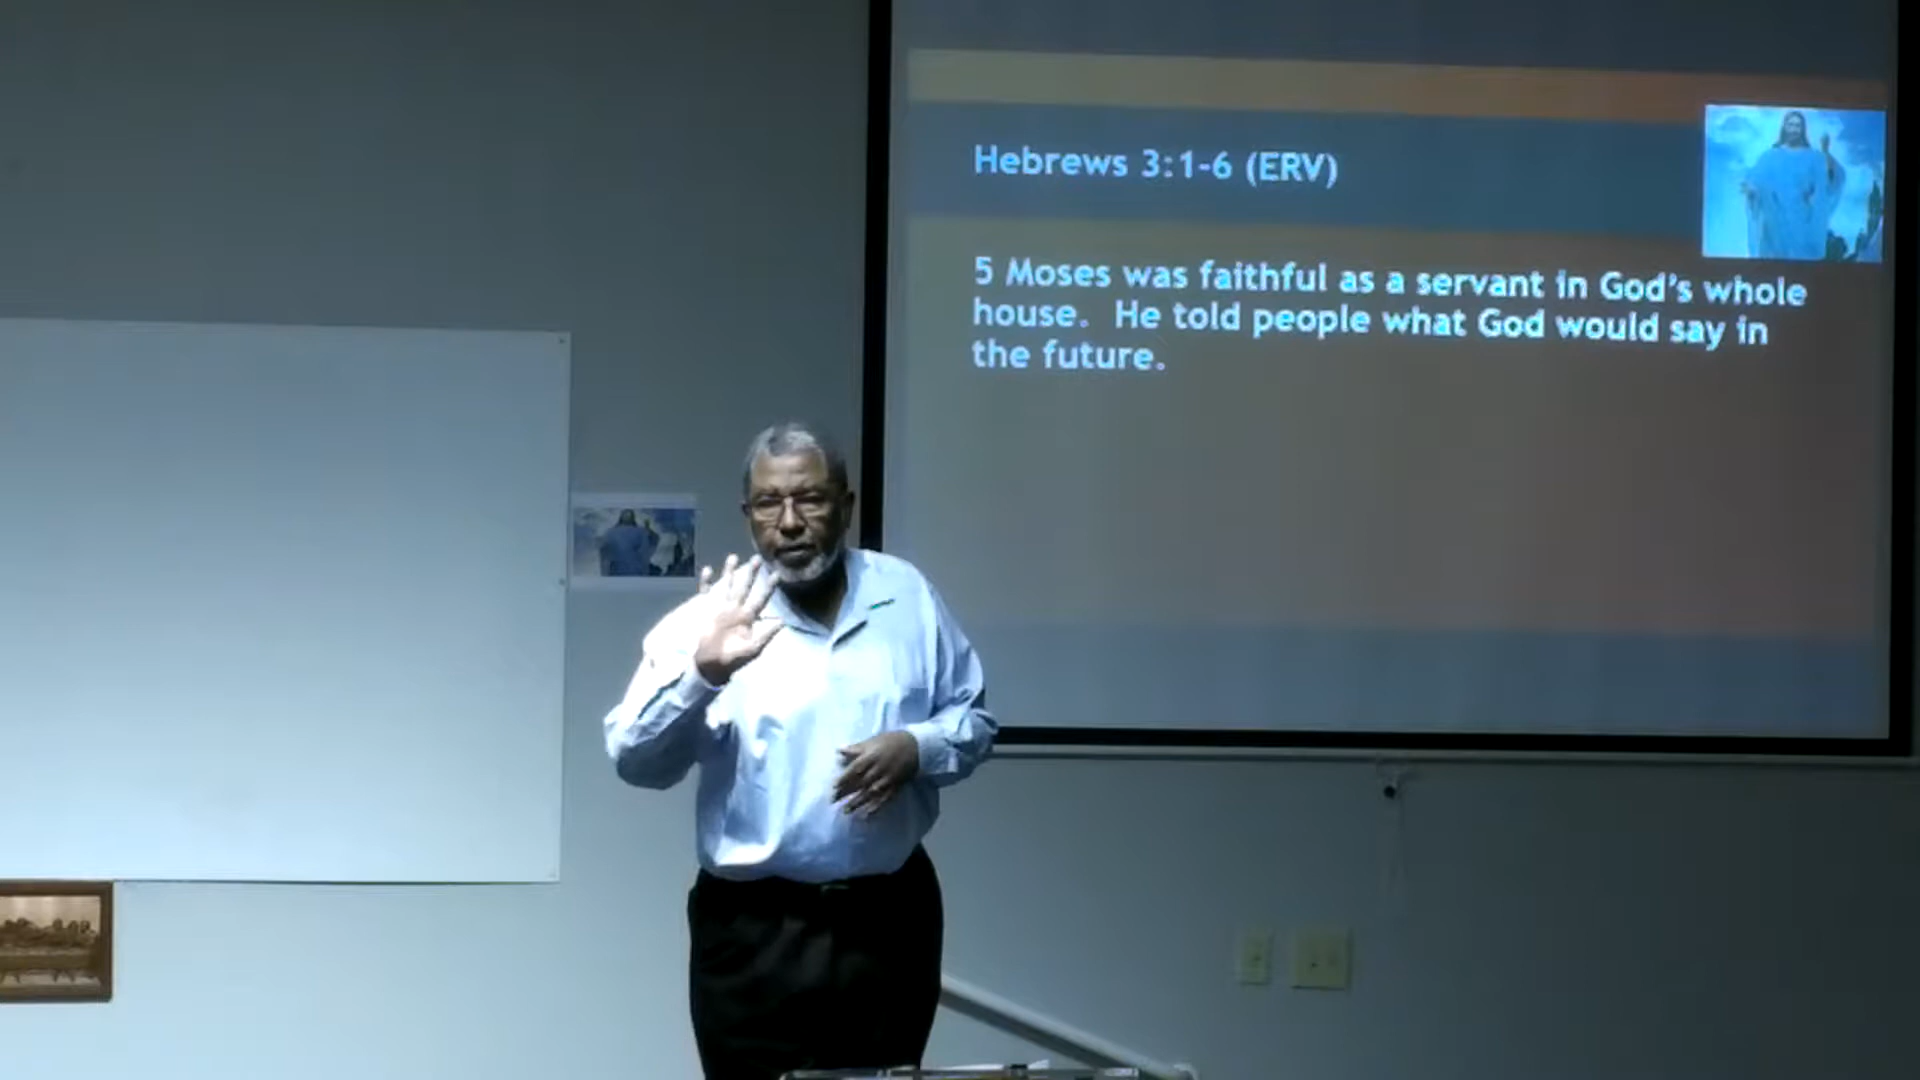 Hebrews 3:1-6 (ERV)
5 Moses was faithful as a servant in God's whole
house. He told people what God would say in
the future.